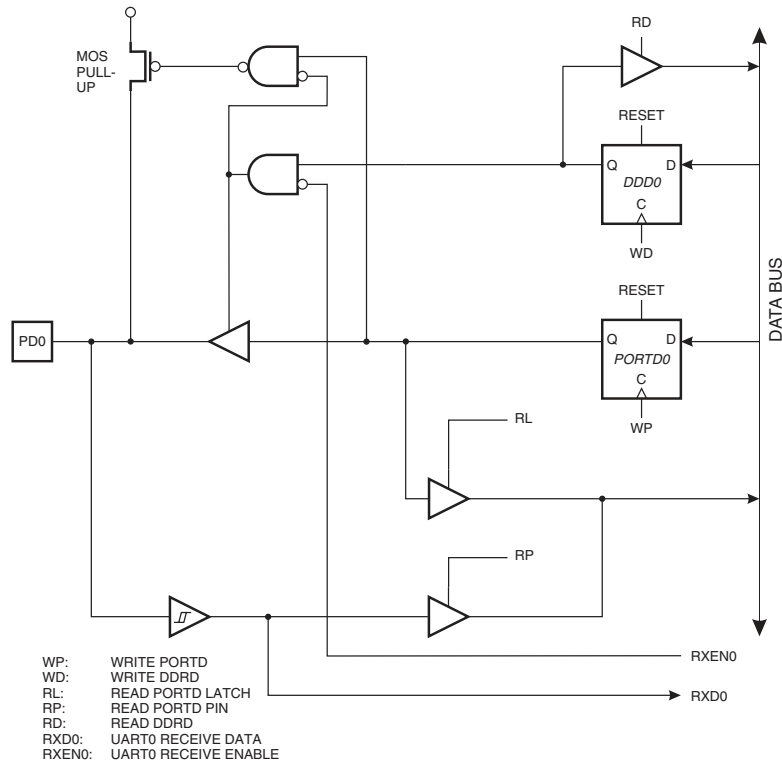 RD
MOS
PULL-
UP
RESET
Q
D
DDD0
C
WD
DATA BUS
RESET
PD0
Q
D
PORTD0
C
WP
RL
RP
RXEN0
RXD0
WP: WRITE PORTD
WD: WRITE DDRD
RL: READ PORTD LATCH
RP: READ PORTD PIN
RD: READ DDRD
RXD0: UART0 RECEIVE DATA
RXEN0: UART0 RECEIVE ENABLE